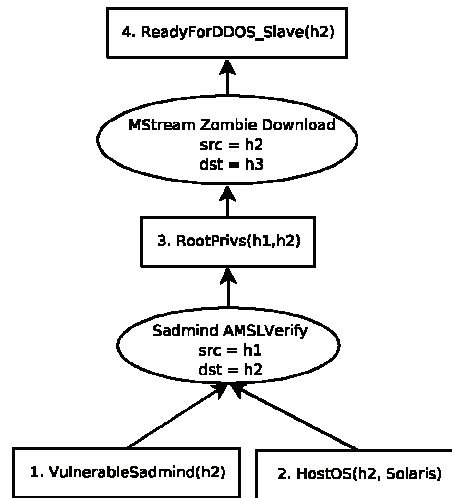 4. ReadyForDDOS_Slave(h2)
MStream Zombie Download
src = h2
dst = h3
3. RootPrivs(h1,h2)
Sadmind AMSLVerify
src = h1
dst = h2
1. VulnerableSadmind(h2)
2. HostOS(h2, Solaris)